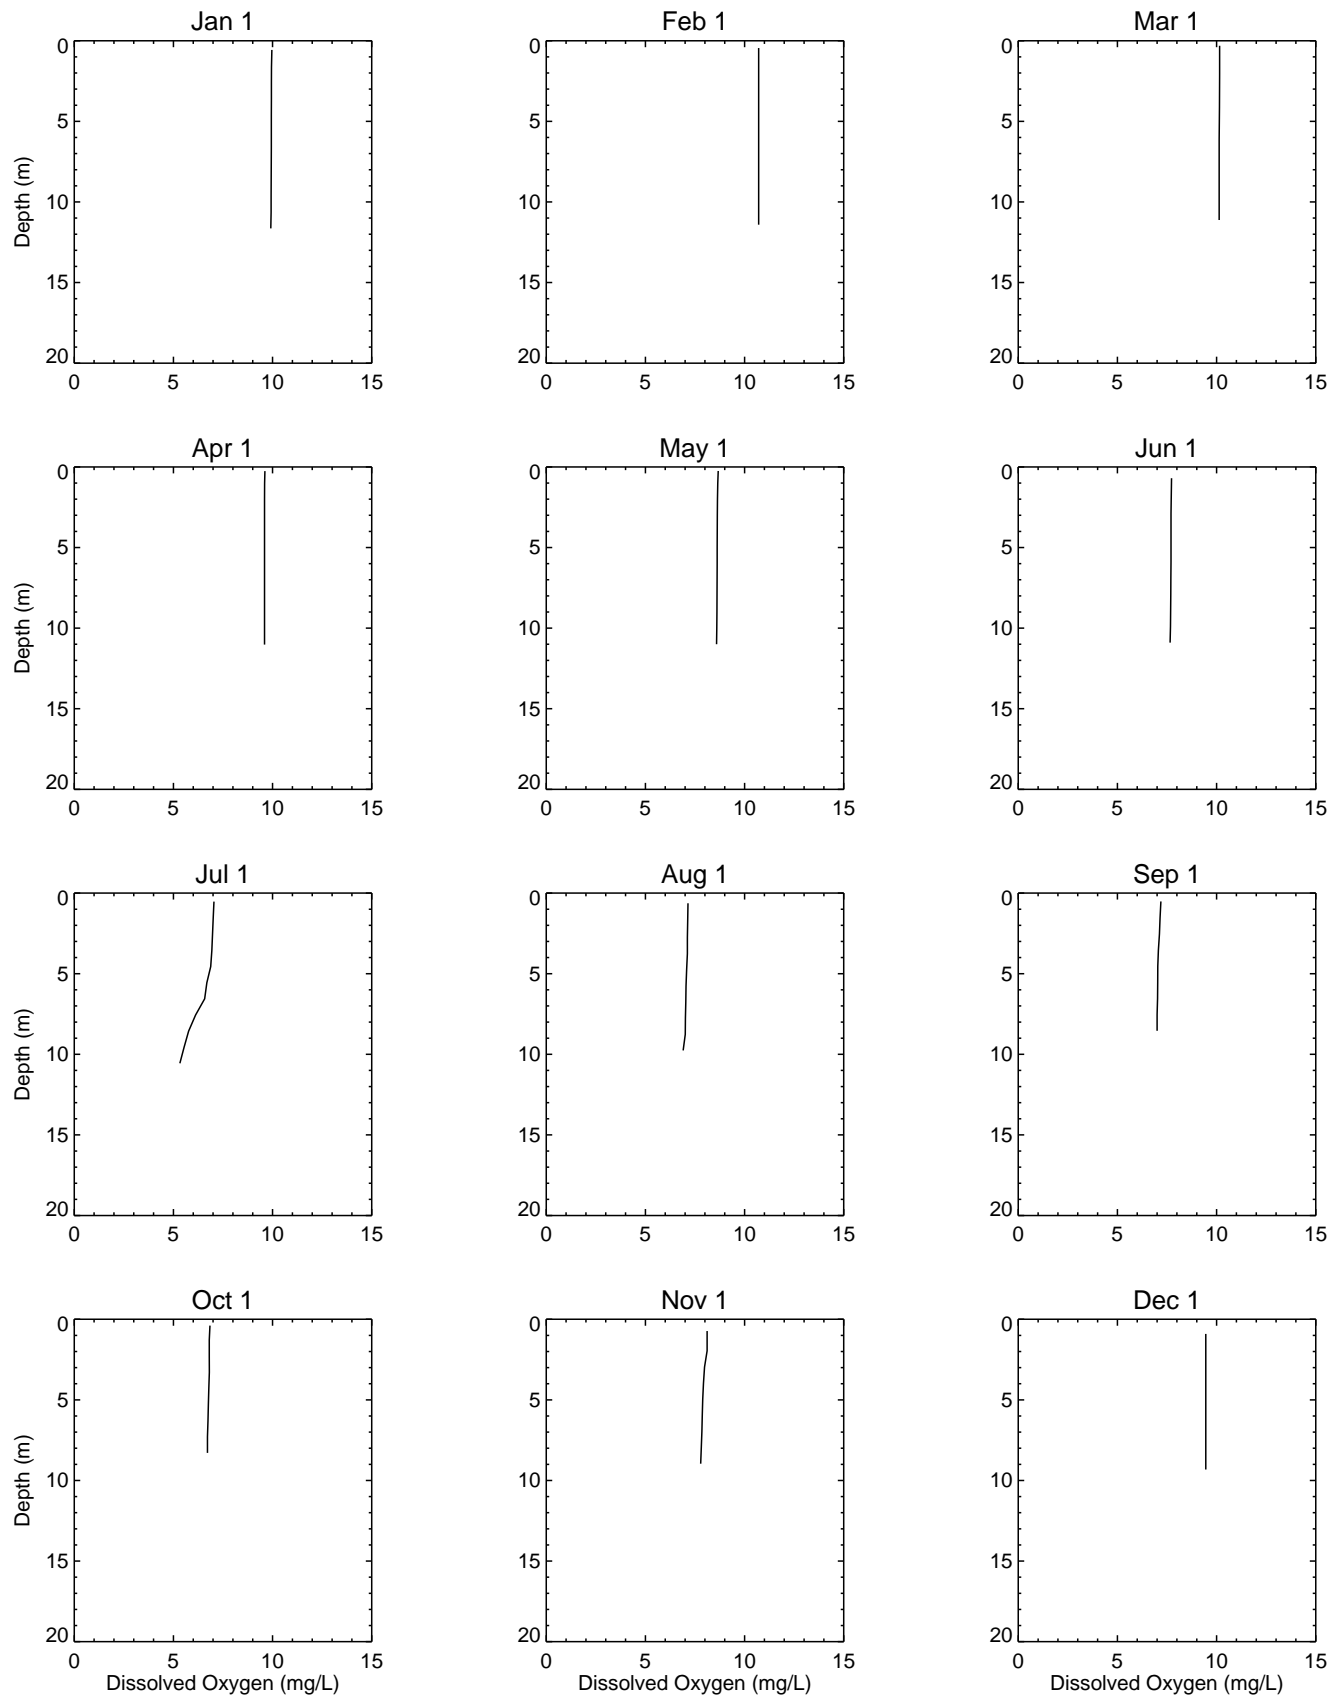 Jan 1 Feb 1 Mar 1
0 0 0
5 5 5
Depth (m)
10 10 10
15 15 15
20 20 20
0 5 10 15 0 5 10 15 0 5 10 15
Apr 1 May 1 Jun 1
0 0 0
5 5 5
Depth (m)
10 10 10
15 15 15
20 20 20
0 5 10 15 0 5 10 15 0 5 10 15
Jul 1 Aug 1 Sep 1
0 0 0
5 5 5
Depth (m)
10 10 10
15 15 15
20 20 20
0 5 10 15 0 5 10 15 0 5 10 15
Oct 1 Nov 1 Dec 1
0 0 0
5 5 5
Depth (m)
10 10 10
15 15 15
20 20 20
0 5 10 15 0 5 10 15 0 5 10 15
Dissolved Oxygen (mg/L) Dissolved Oxygen (mg/L) Dissolved Oxygen (mg/L)